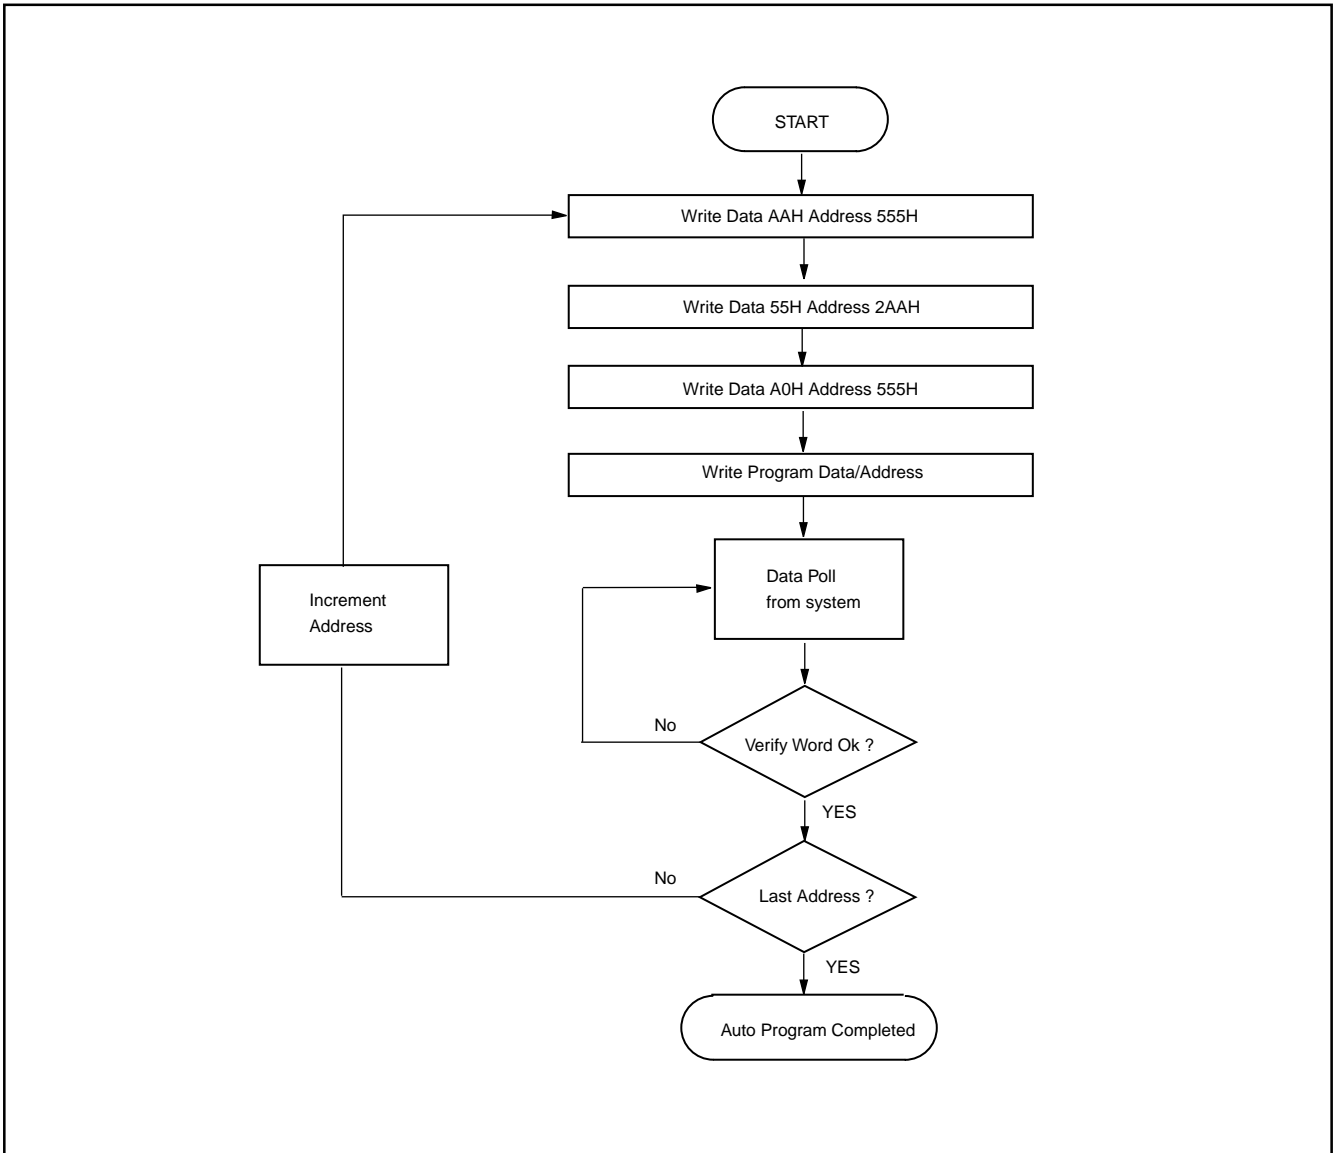 START
Write Data AAH Address 555H
Write Data 55H Address 2AAH
Write Data A0H Address 555H
Write Program Data/Address
Data Poll
from system
Increment
Address
No
Verify Word Ok ?
YES
No
Last Address ?
YES
Auto Program Completed